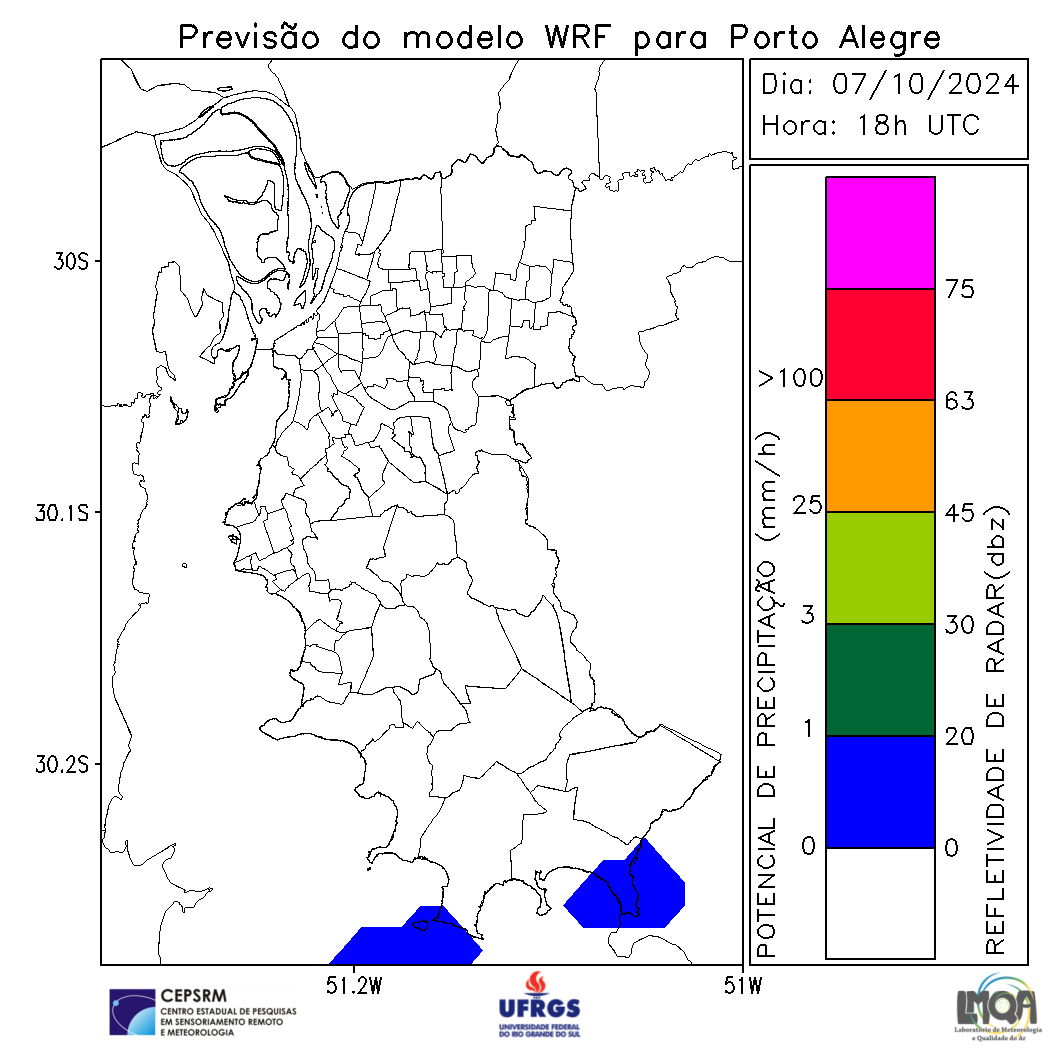 Previsão do modelo WRF para Porto Alegre
Dia: 07/10/2024
Hora: 18h UTC
30S
30.1S
30.2S
51.2W
51W
POTENCIAL DE PRECIPITAÇÃO (mm/h)
>100
25
3
1
0
75
63
45
30
20
0
REFLETIVIDADE DE RADAR(dbz)
CEPSRM
CENTRO ESTADUAL DE PESQUISAS
EM SENSORIAMENTO REMOTO
E METEOROLOGIA
UFRGS
UNIVERSIDADE FEDERAL
DO RIO GRANDE DO SUL
LMQA
Laboratório de Meteorologia
e Qualidade do Ar